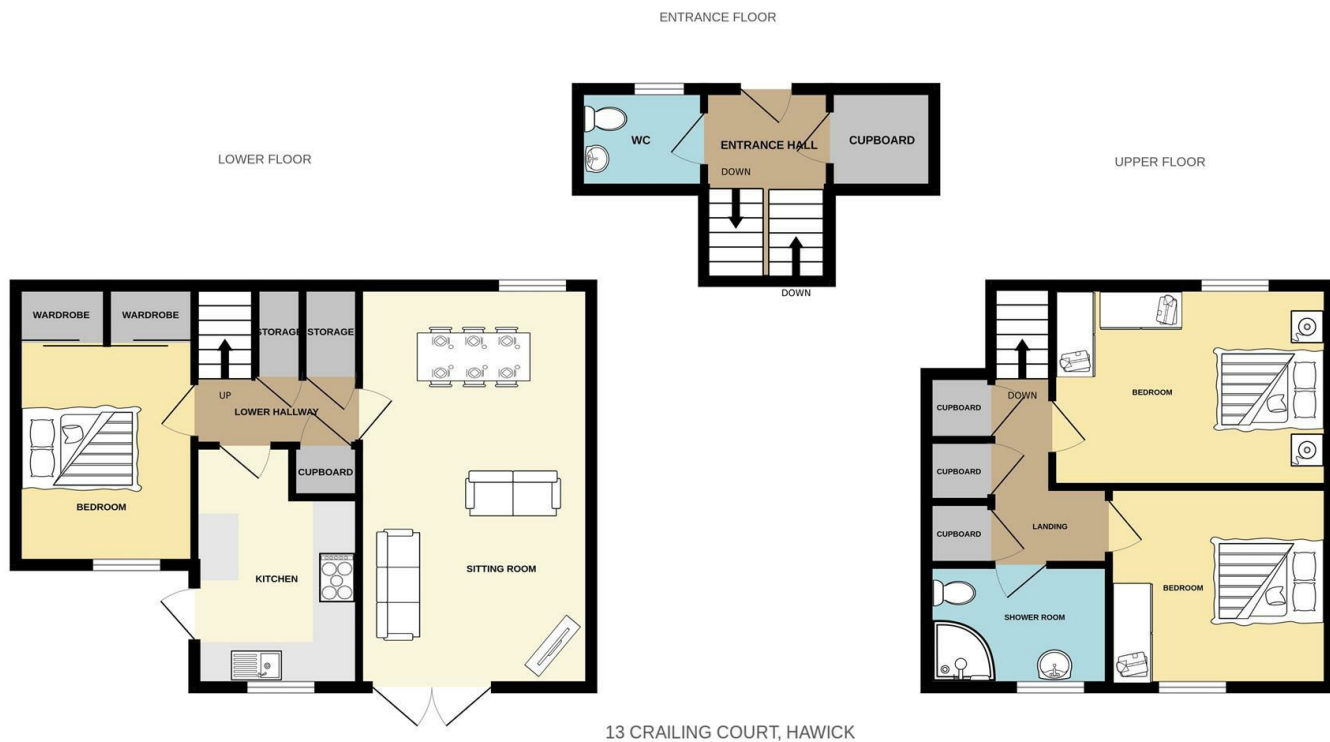 ENTRANCE FLOOR
LOWER FLOOR
UPPER FLOOR
WC
ENTRANCE HALL
CUPBOARD
DOWN
DOWN
WARDROBE
WARDROBE
STORAGE
STORAGE
UP
LOWER HALLWAY
CUPBOARD
BEDROOM
KITCHEN
SITTING ROOM
BEDROOM
DOWN
CUPBOARD
CUPBOARD
CUPBOARD
LANDING
BEDROOM
SHOWER ROOM
13 CRAILING COURT, HAWICK